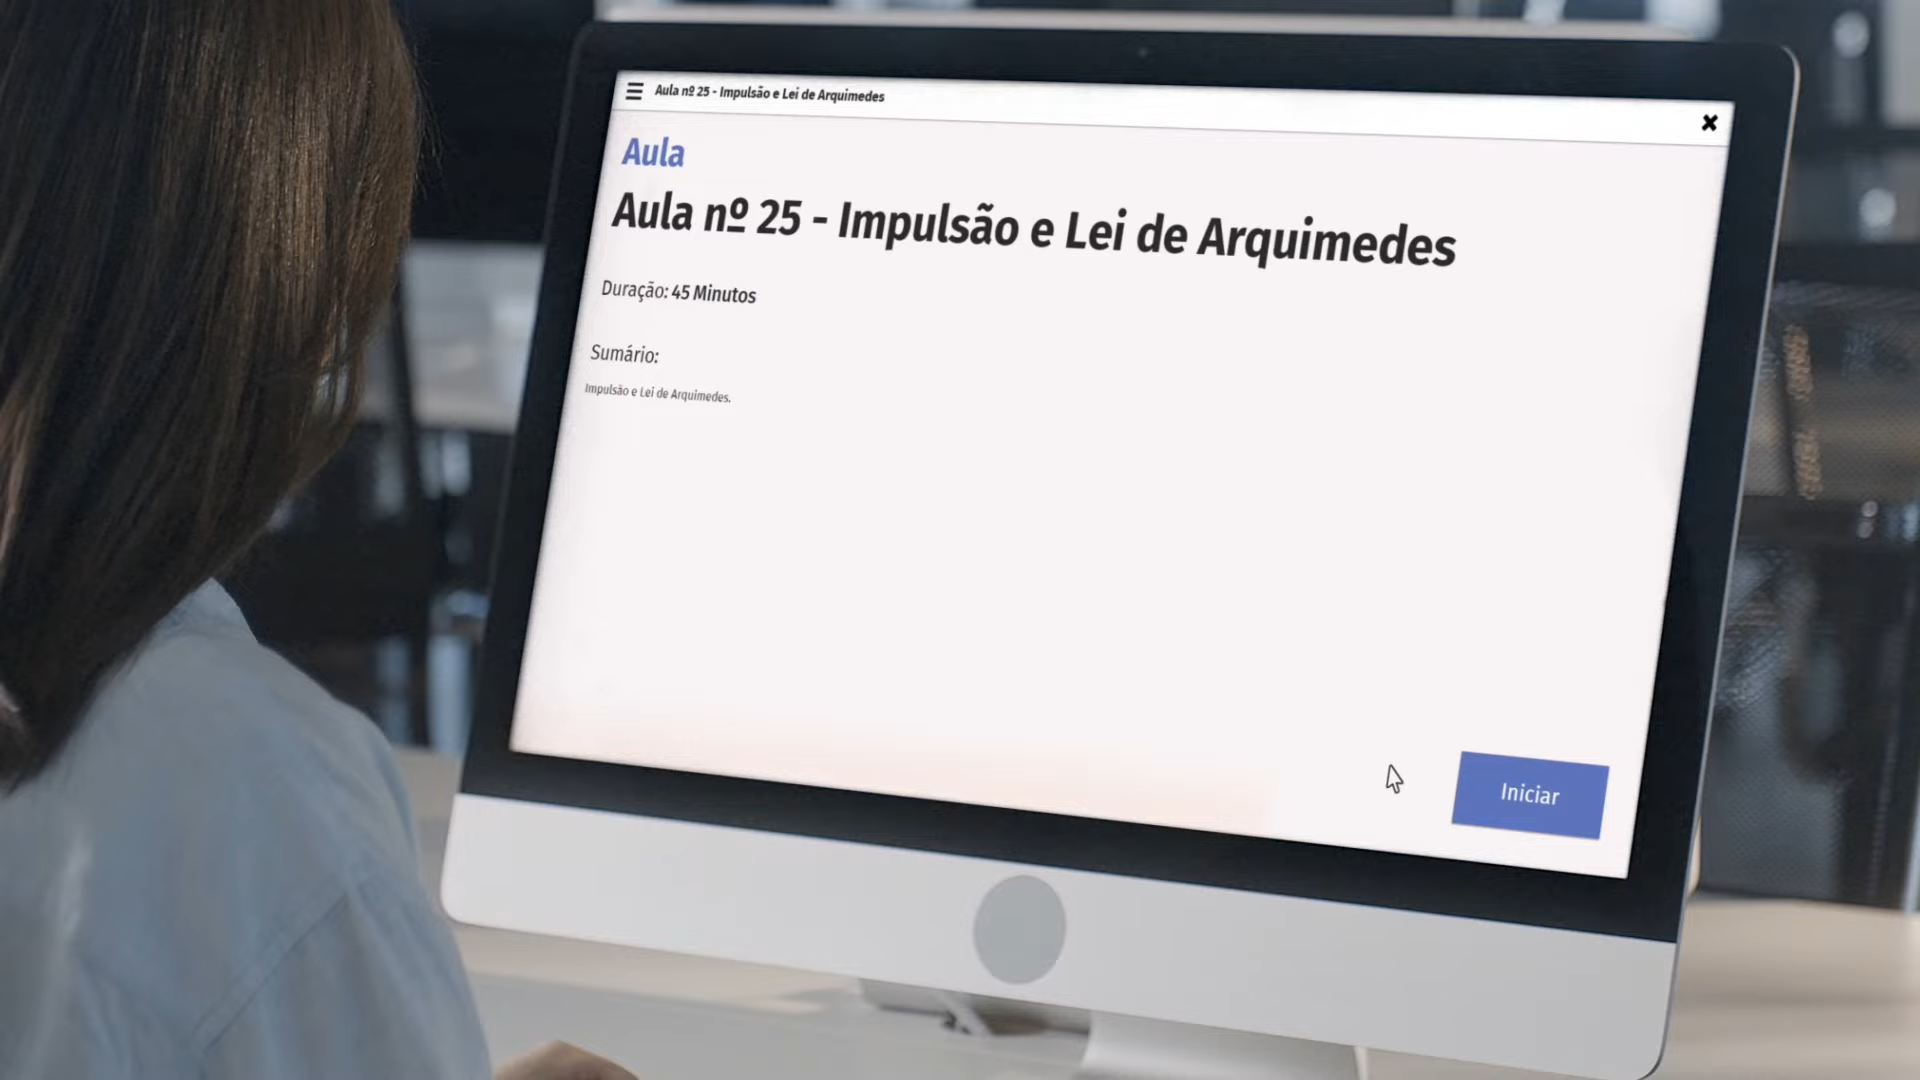 Aula nº 25 - Impulsão e Lei de Arquimedes
Aula
Aula nº 25 - Impulsão e Lei de Arquimedes
Duração: 45 Minutos
Sumário:
Impulsão e Lei de Arquimedes.
Iniciar